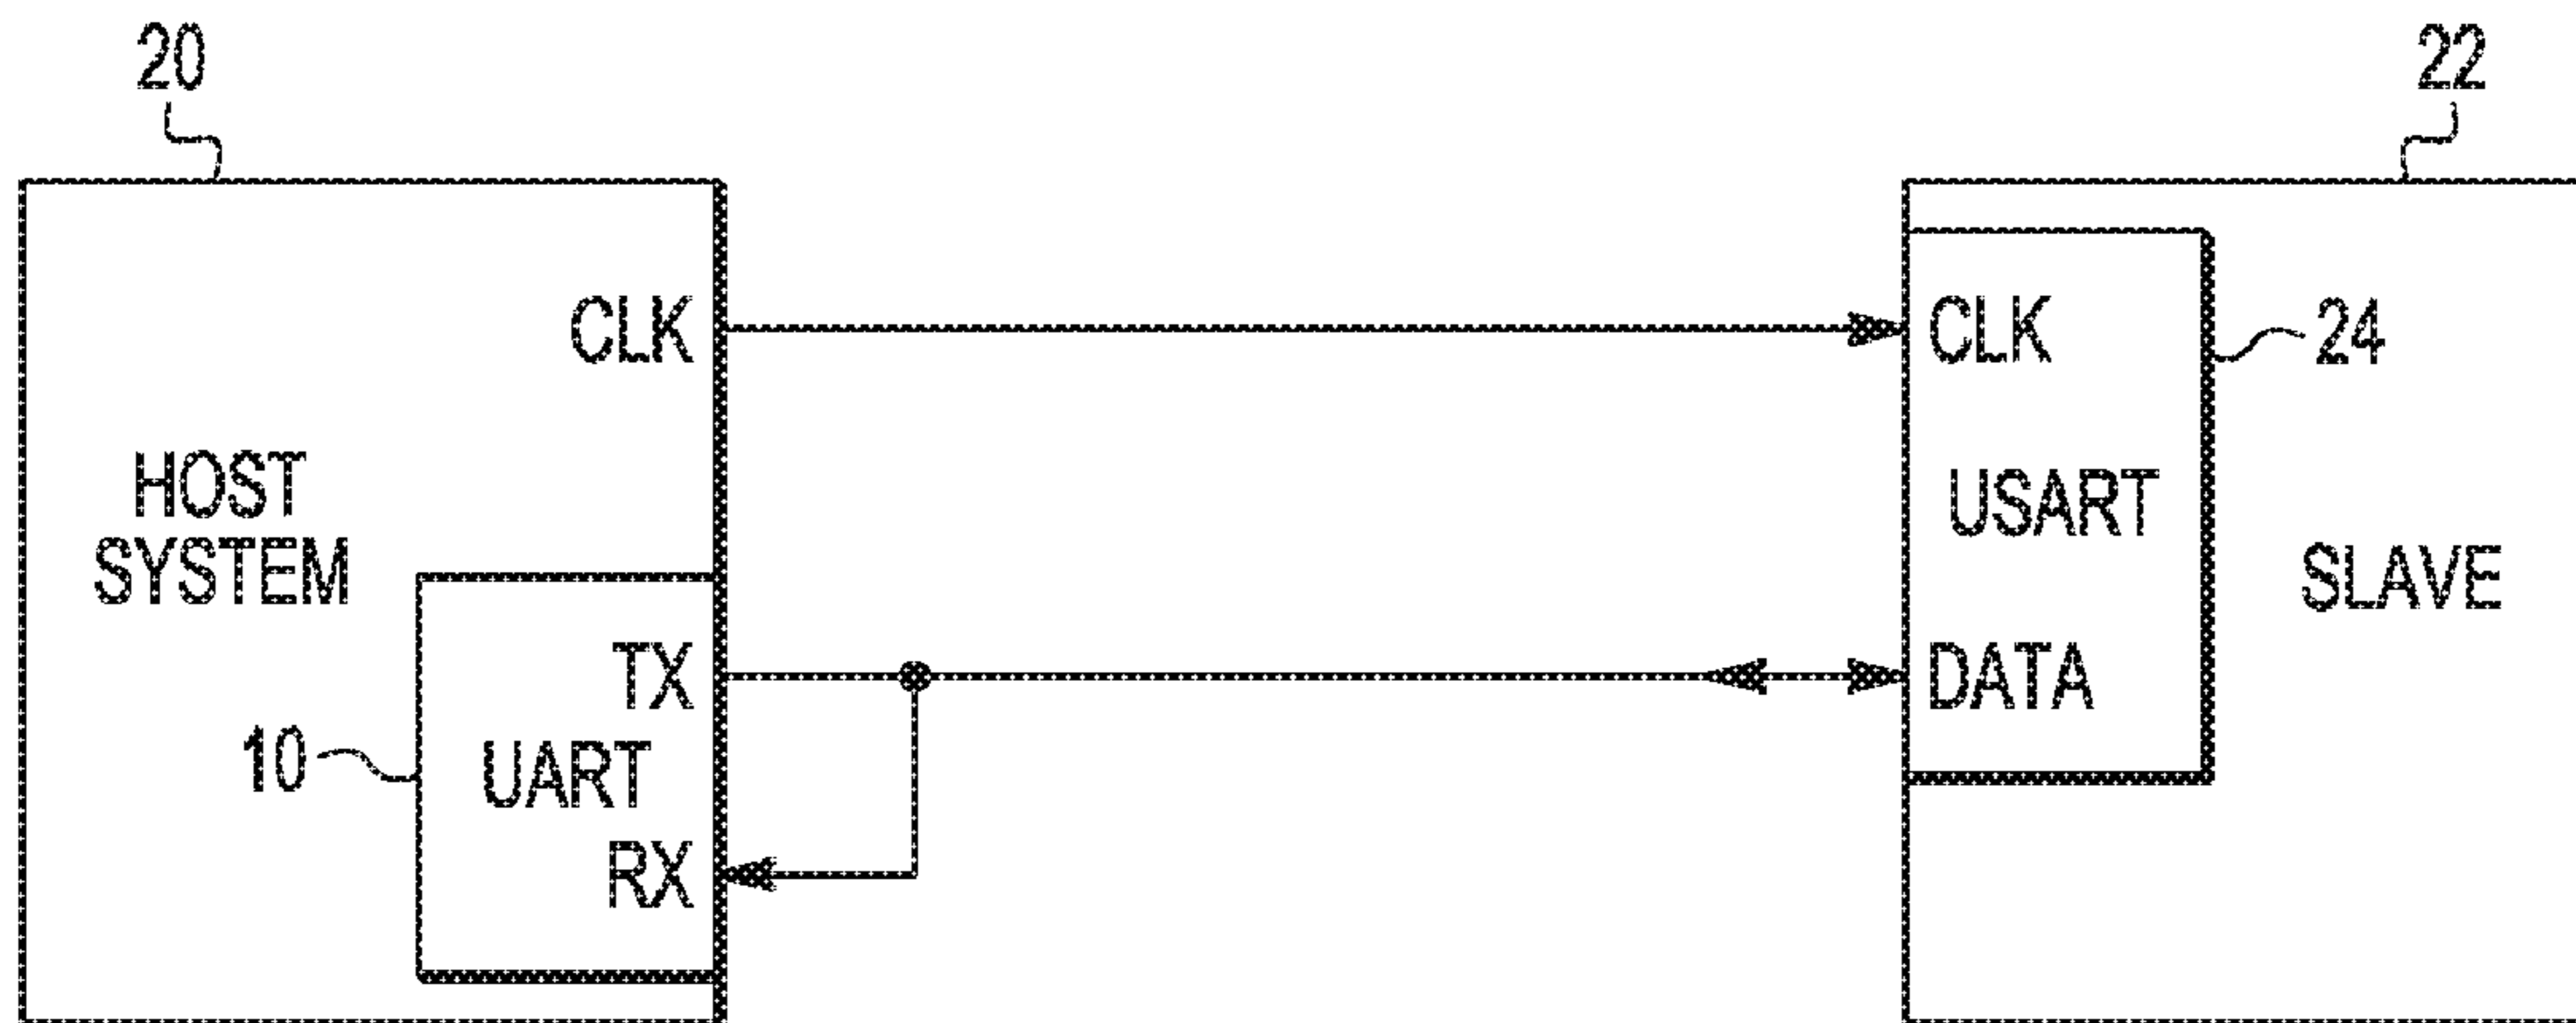 20
22
CLK
CLK
24
HOST
SYSTEM
USART
SLAVE
TX
DATA
10
UART
RX